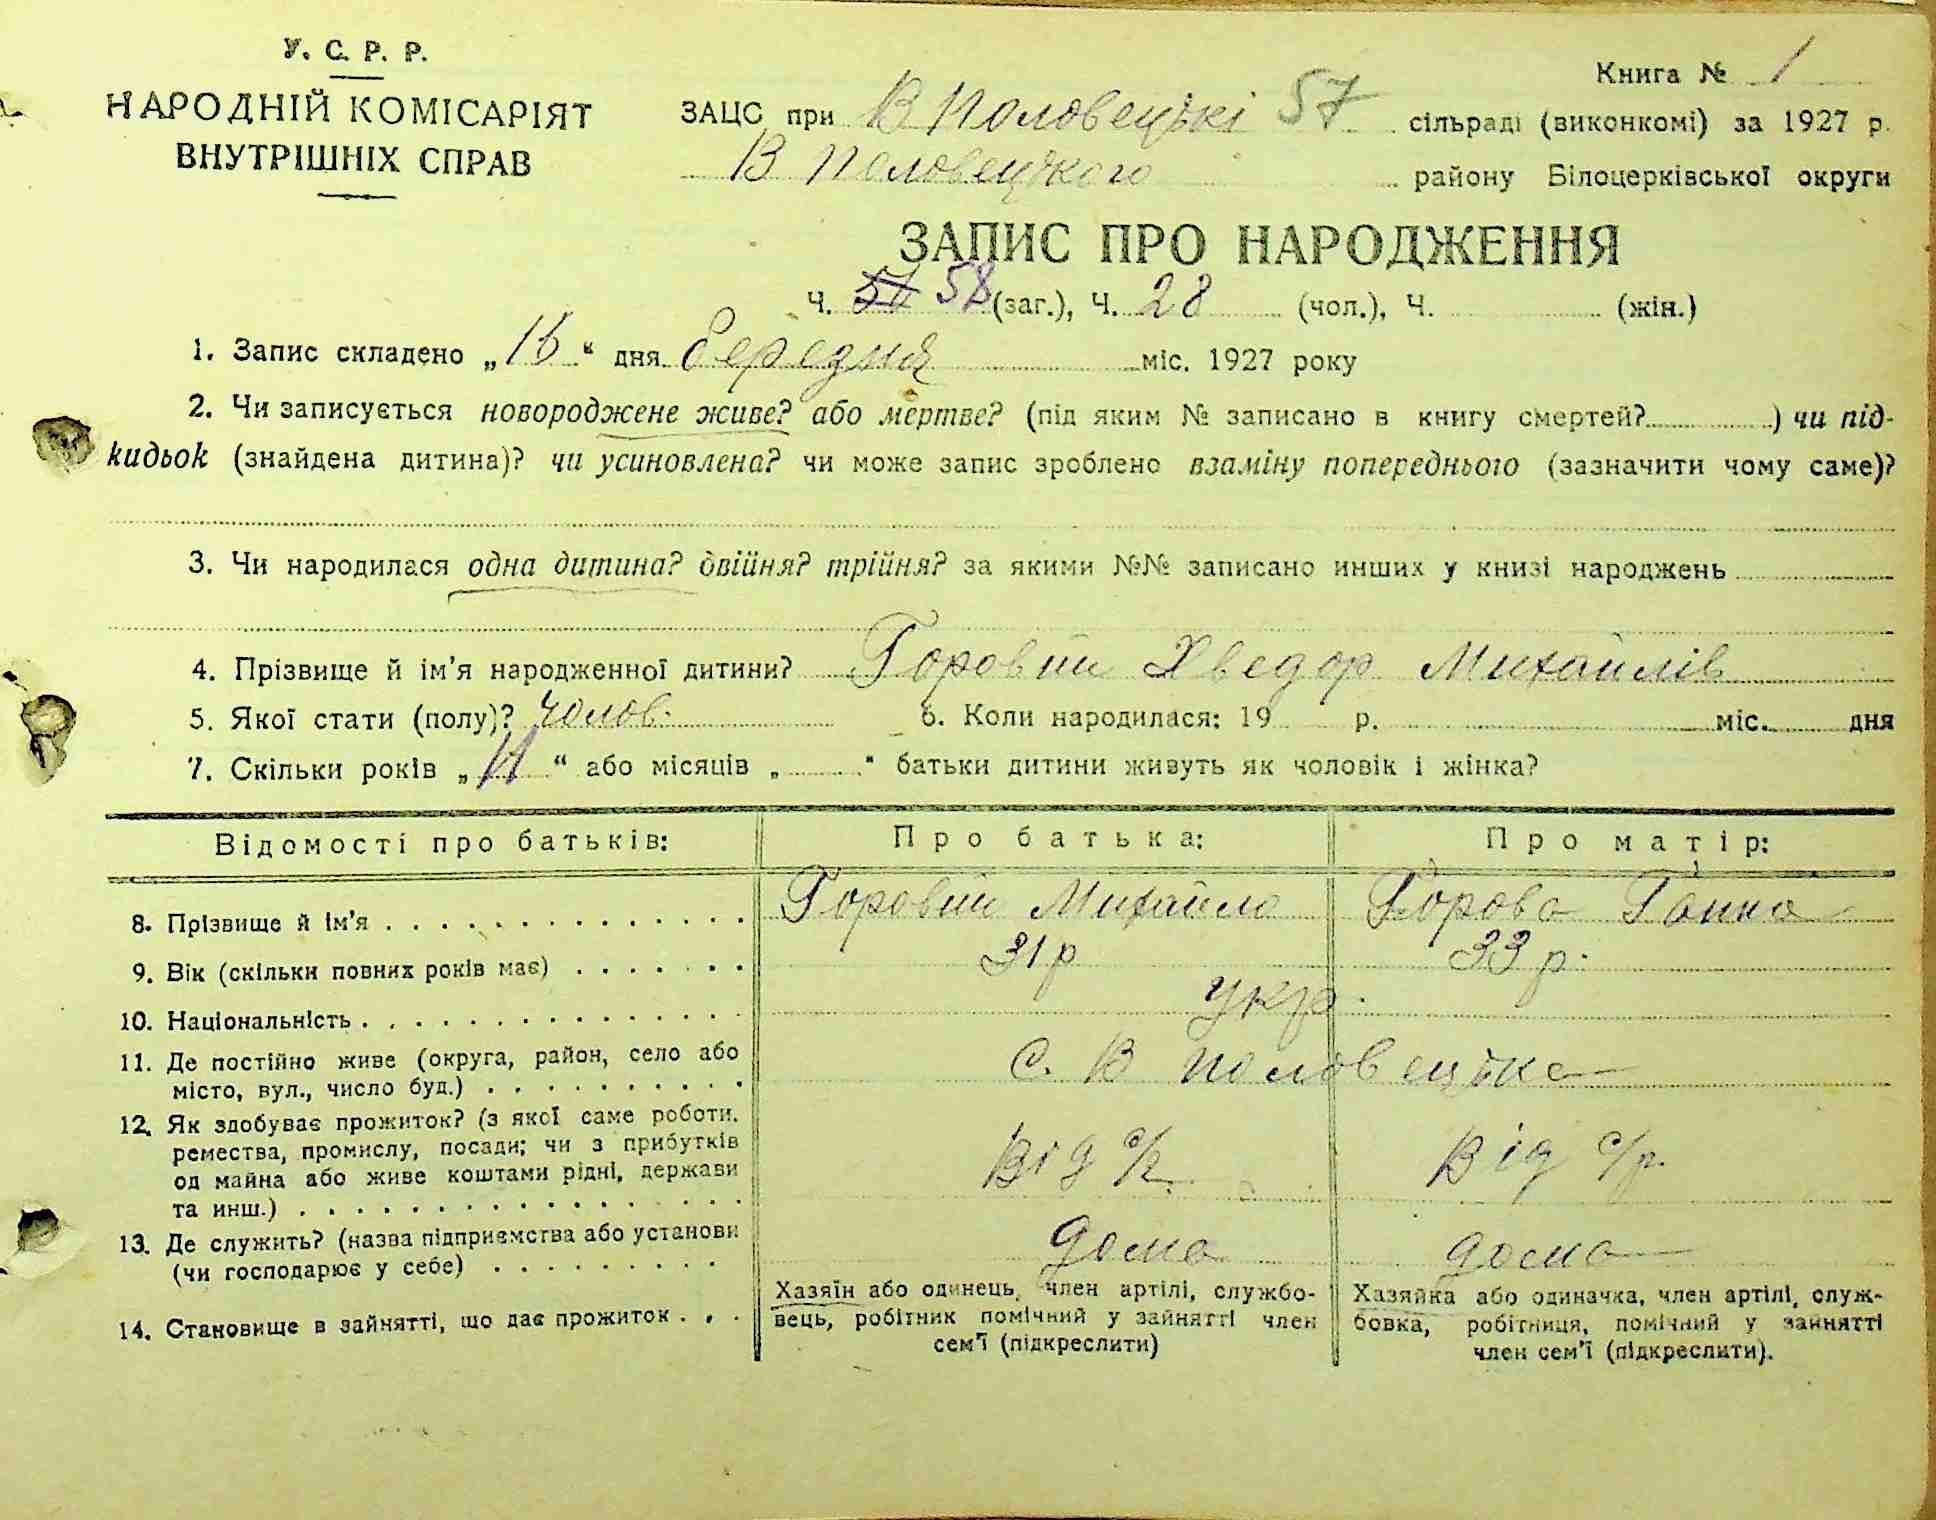 У. С. Р. Р.
НАРОДНІЙ КОМІСАРІЯТ
ВНУТРІШНІХ СПРАВ
Книга № 1
ЗАЦС при В Половецькі 57 сільраді (виконкомі) за 1927 р.
В Половецького району Білоцерківської округи
ЗАПИС ПРО НАРОДЖЕННЯ
Ч. 58 (заг.), Ч. 28 (чол.), Ч. (жін.)
1. Запис складено „16“ дня березня міс. 1927 року
2. Чи записується новороджене живе? або мертве? (під яким № записано в книгу смертей? ) чи під-
кидьок (знайдена дитина)? чи усиновлена? чи може запис зроблено взаміну попереднього (зазначити чому саме)?
3. Чи народилася одна дитина? двійня? трійня? за якими №№ записано инших у книзі народжень
4. Прізвище й ім'я народженної дитини? Горовий Хведор Михайлів
5. Якої стати (полу)? чолов. 6. Коли народилася: 19 р. міс. дня
7. Скільки років „11“ або місяців „ “ батьки дитини живуть як чоловік і жінка?
Відомості про батьків: Про батька: Про матір:
8. Прізвище й ім'я Горовий Михайло Горова Ганна
9. Вік (скільки повних років має) 31 р 33 р.
10. Національність укр.
11. Де постійно живе (округа, район, село або
місто, вул., число буд.) с. В Половецька
12. Як здобуває прожиток? (з якої саме роботи,
ремества, промислу, посади; чи з прибутків
од майна або живе коштами рідні, держави
та инш.) Від с/г. Від с/г.
13. Де служить? (назва підприємства або установи
(чи господарює у себе) дома дома
14. Становище в зайнятті, що дає прожиток
Хазяїн або одинець, член артілі, службо-
вець, робітник помічний у зайнятті член
сем'ї (підкреслити)
Хазяйка або одиначка, член артілі, служ-
бовка, робітниця, помічний у зайнятті
член сем'ї (підкреслити).